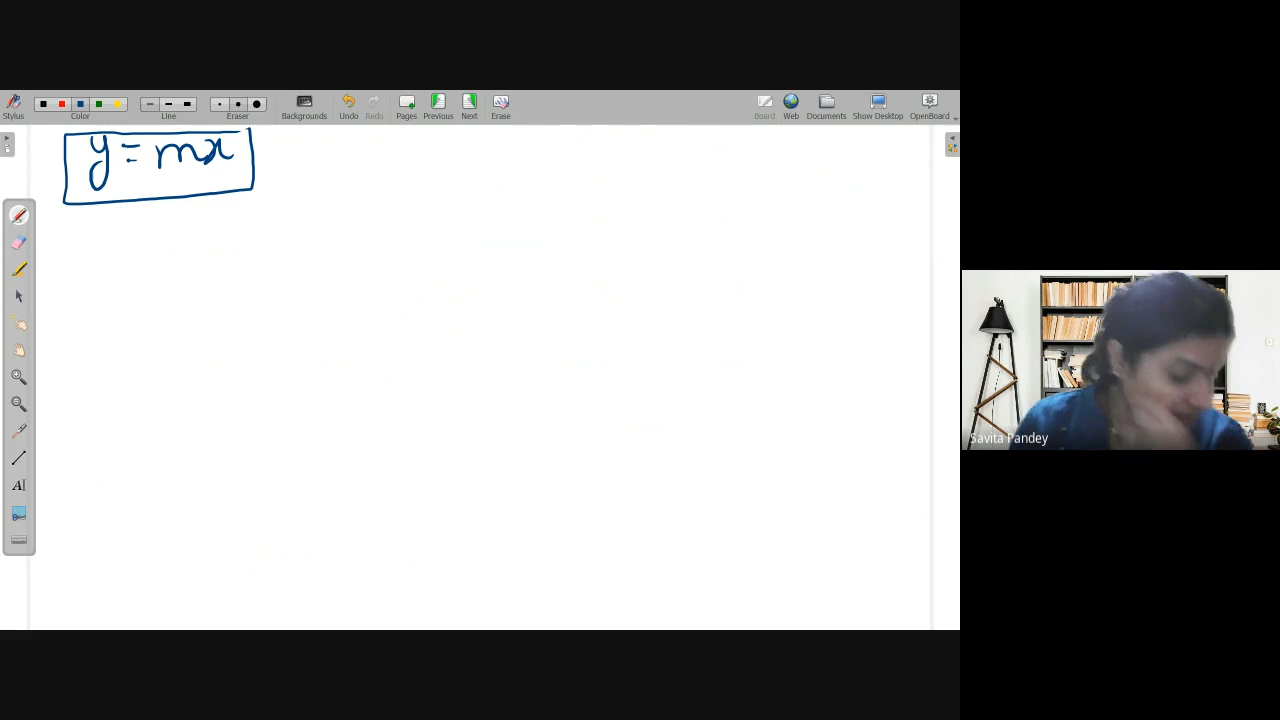 Stylus
Color
Line
Eraser
Backgrounds
Undo
Redo
Pages
Previous
Next
Erase
Board
Web
Documents
Show Desktop
OpenBoard
y = mx
Savita Pandey